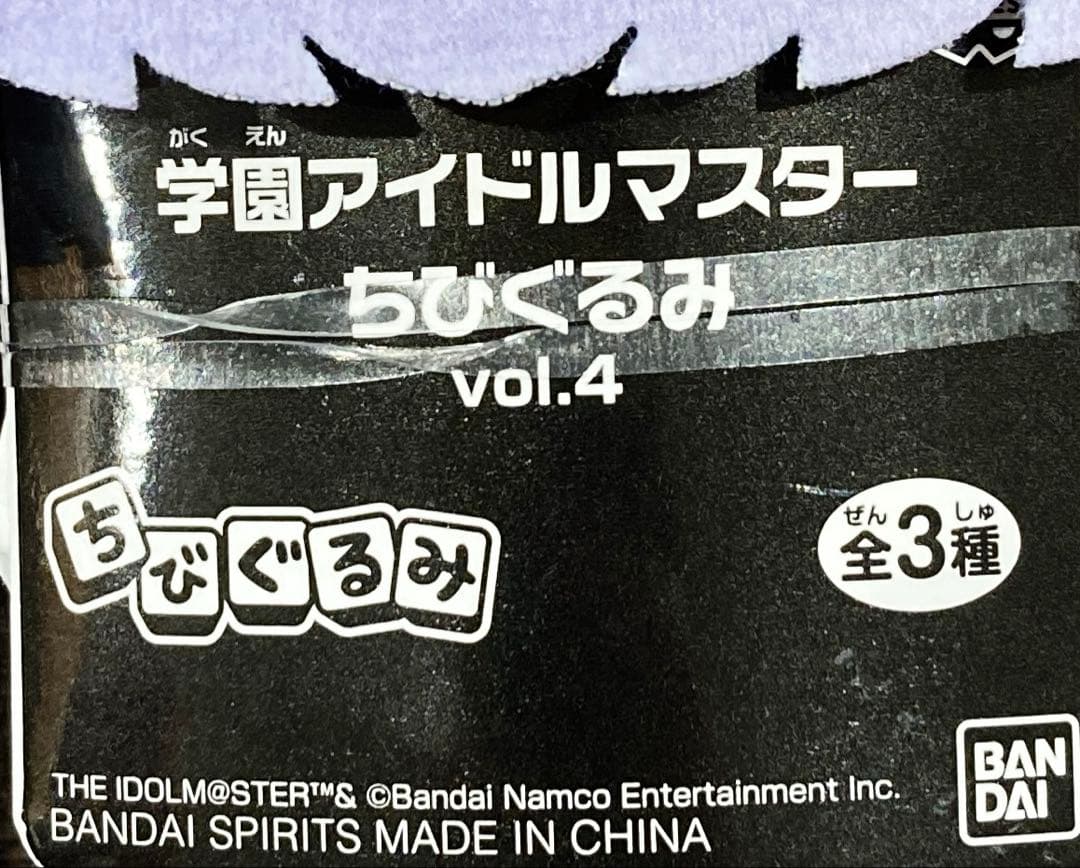 がく えん
学園アイドルマスター
ちびぐるみ
vol.4
ちびぐるみ
ぜん しゅ
全3種
BAN
DAI
THE IDOLM@STER™& ©Bandai Namco Entertainment Inc.
BANDAI SPIRITS MADE IN CHINA